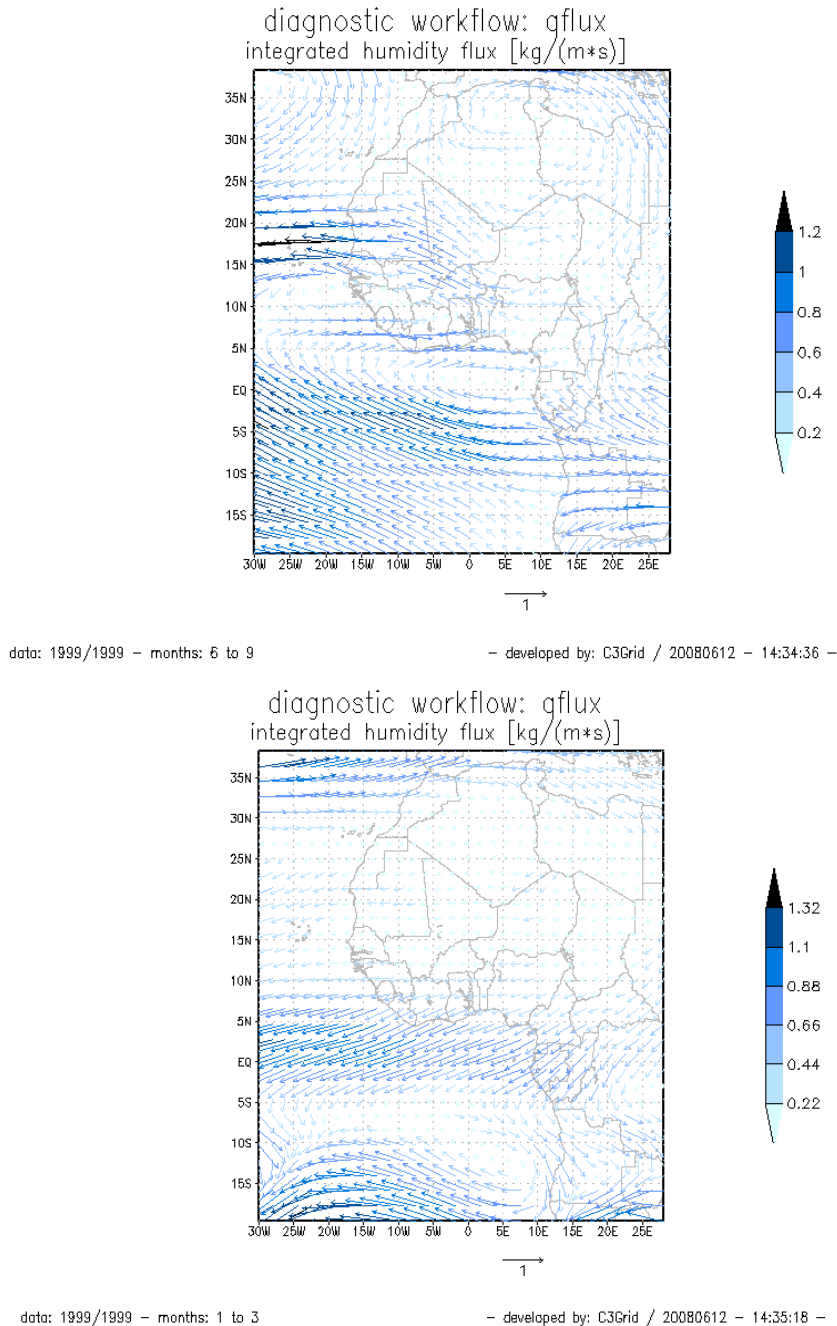 diagnostic workflow: qflux
integrated humidity flux [kg/(m*s)]
35N
30N
25N
20N
15N
10N
5N
EQ
5S
10S
15S
30W 25W 20W 15W 10W 5W 0 5E 10E 15E 20E 25E
1.2
1
0.8
0.6
0.4
0.2
1
data: 1999/1999 – months: 6 to 9 – developed by: C3Grid / 20080612 – 14:34:36 –
diagnostic workflow: qflux
integrated humidity flux [kg/(m*s)]
35N
30N
25N
20N
15N
10N
5N
EQ
5S
10S
15S
30W 25W 20W 15W 10W 5W 0 5E 10E 15E 20E 25E
1.32
1.1
0.88
0.66
0.44
0.22
1
data: 1999/1999 – months: 1 to 3 – developed by: C3Grid / 20080612 – 14:35:18 –